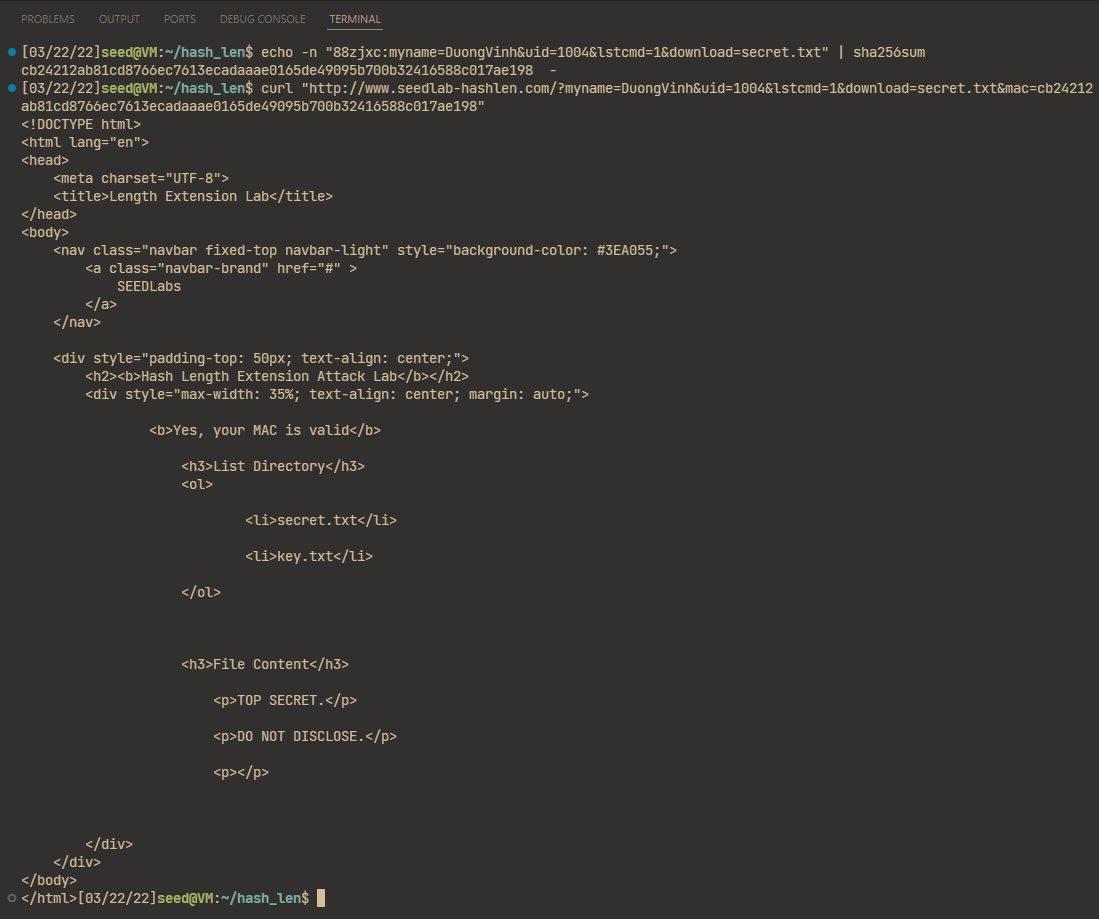 PROBLEMS OUTPUT PORTS DEBUG CONSOLE TERMINAL
[03/22/22]seed@VM:~/hash_len$ echo -n "88zjxc:myname=DuongVinh&uid=1004&lstcmd=1&download=secret.txt" | sha256sum
cb24212ab81cd8766ec7613ecadaaae0165de49095b700b32416588c017ae198  -
[03/22/22]seed@VM:~/hash_len$ curl "http://www.seedlab-hashlen.com/?myname=DuongVinh&uid=1004&lstcmd=1&download=secret.txt&mac=cb24212
ab81cd8766ec7613ecadaaae0165de49095b700b32416588c017ae198"
<!DOCTYPE html>
<html lang="en">
<head>
    <meta charset="UTF-8">
    <title>Length Extension Lab</title>
</head>
<body>
    <nav class="navbar fixed-top navbar-light" style="background-color: #3EA055;">
        <a class="navbar-brand" href="#" >
            SEEDLabs
        </a>
    </nav>
    <div style="padding-top: 50px; text-align: center;">
        <h2><b>Hash Length Extension Attack Lab</b></h2>
        <div style="max-width: 35%; text-align: center; margin: auto;">
                <b>Yes, your MAC is valid</b>
                    <h3>List Directory</h3>
                    <ol>
                            <li>secret.txt</li>
                            <li>key.txt</li>
                    </ol>
                    <h3>File Content</h3>
                        <p>TOP SECRET.</p>
                        <p>DO NOT DISCLOSE.</p>
                        <p></p>
        </div>
    </div>
</body>
</html>[03/22/22]seed@VM:~/hash_len$